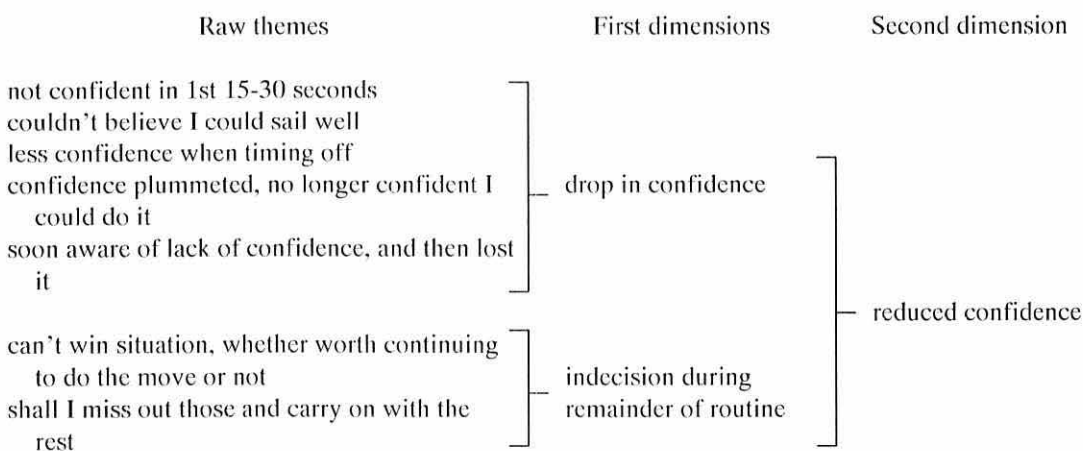 Raw themes First dimensions Second dimension
not confident in 1st 15-30 seconds
couldn't believe I could sail well
less confidence when timing off
confidence plummeted, no longer confident I
could do it
soon aware of lack of confidence, and then lost
it
drop in confidence
can't win situation, whether worth continuing
to do the move or not
shall I miss out those and carry on with the
rest
indecision during
remainder of routine
reduced confidence